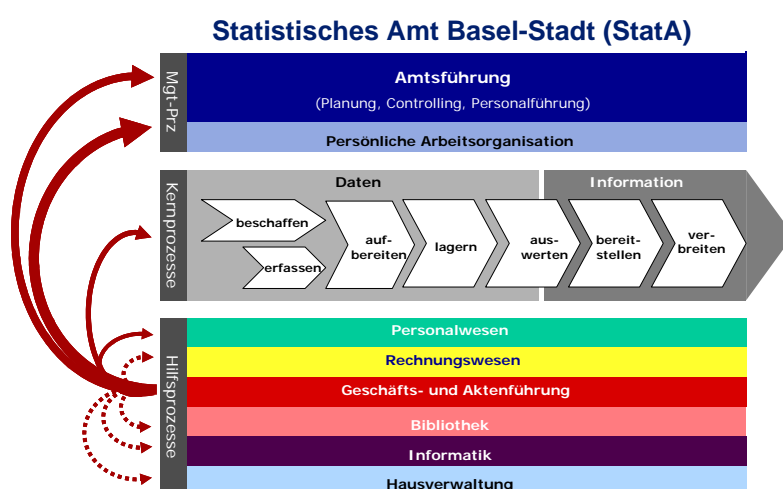 Statistisches Amt Basel-Stadt (StatA)
Mgt-Prz
Amtsführung
(Planung, Controlling, Personalführung)
Persönliche Arbeitsorganisation
Kernprozesse
Daten
Information
beschaffen
erfassen
auf-
bereiten
lagern
aus-
werten
bereit-
stellen
ver-
breiten
Hilfsprozesse
Personalwesen
Rechnungswesen
Geschäfts- und Aktenführung
Bibliothek
Informatik
Hausverwaltung